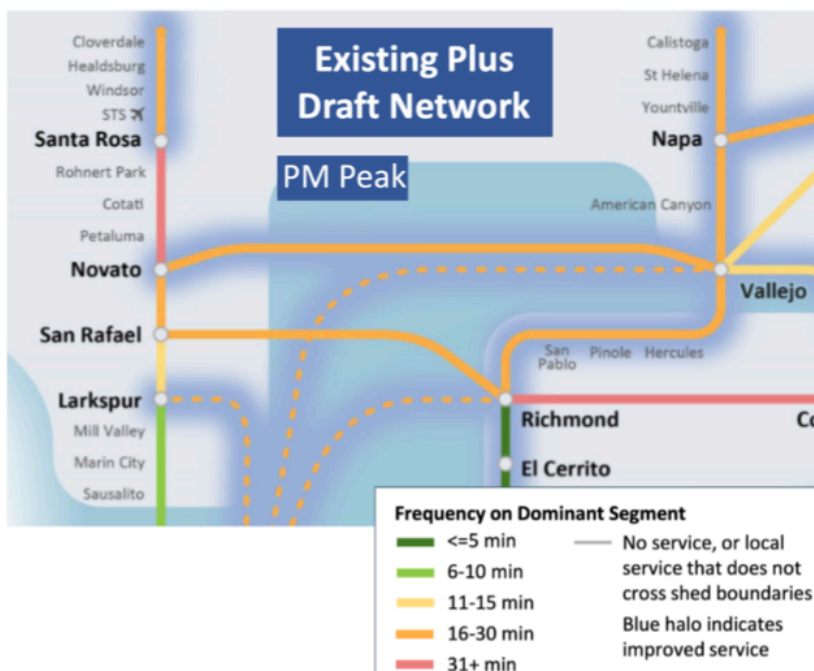 Existing Plus
Draft Network
PM Peak
Cloverdale
Healdsburg
Windsor
STS
Santa Rosa
Rohnert Park
Cotati
Petaluma
Novato
San Rafael
Larkspur
Mill Valley
Marin City
Sausalito
Calistoga
St Helena
Yountville
Napa
American Canyon
Vallejo
San
Pablo
Pinole
Hercules
Richmond
Co
El Cerrito
Frequency on Dominant Segment
<=5 min
6-10 min
11-15 min
16-30 min
31+ min
No service, or local
service that does not
cross shed boundaries
Blue halo indicates
improved service